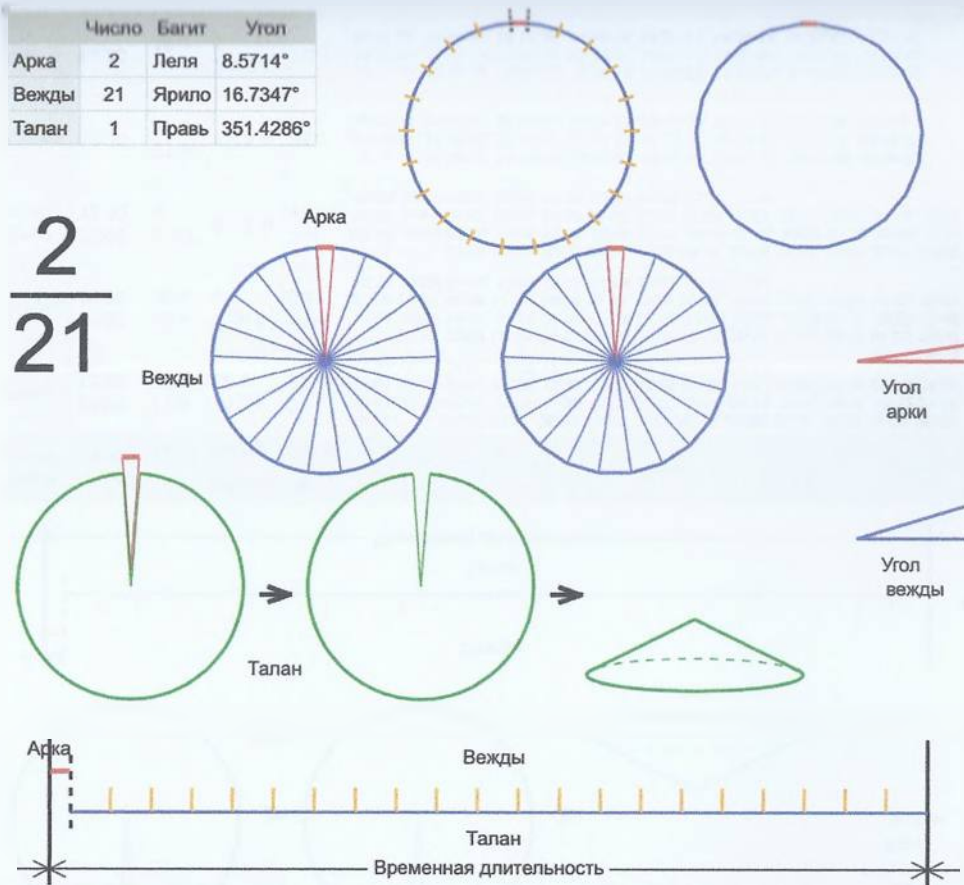 Число Багит Угол
Арка 2 Леля 8.5714°
Вежды 21 Ярило 16.7347°
Талан 1 Правь 351.4286°
2
21
Арка
Вежды
Угол
арки
Угол
вежды
Талан
Арка
Вежды
Талан
Временная длительность